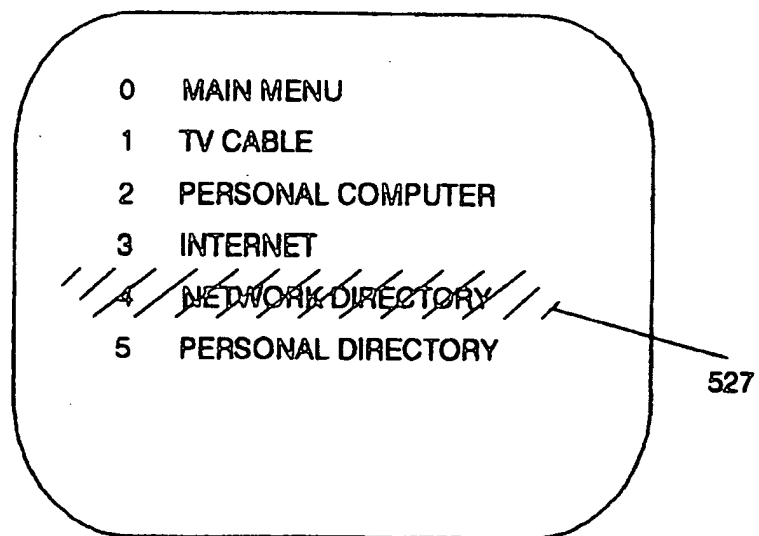 0 MAIN MENU
1 TV CABLE
2 PERSONAL COMPUTER
3 INTERNET
4 NETWORK DIRECTORY
5 PERSONAL DIRECTORY
527